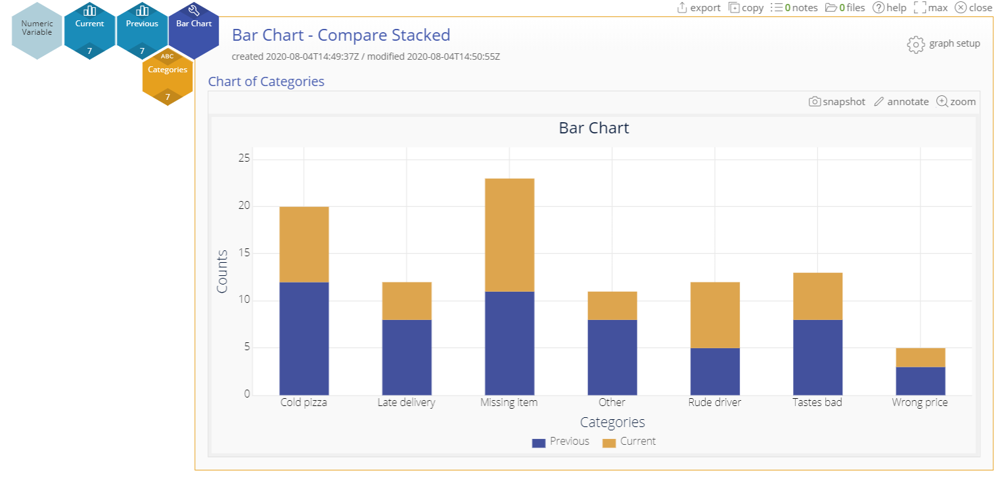 export copy 0 notes 0 files help max close
Numeric
Variable
Current
7
Previous
7
Bar Chart
ABC
Categories
7
Bar Chart - Compare Stacked
created 2020-08-04T14:49:37Z / modified 2020-08-04T14:50:55Z
graph setup
Chart of Categories
snapshot annotate zoom
Bar Chart
25
20
15
10
5
0
Counts
Cold pizza Late delivery Missing item Other Rude driver Tastes bad Wrong price
Categories
Previous Current